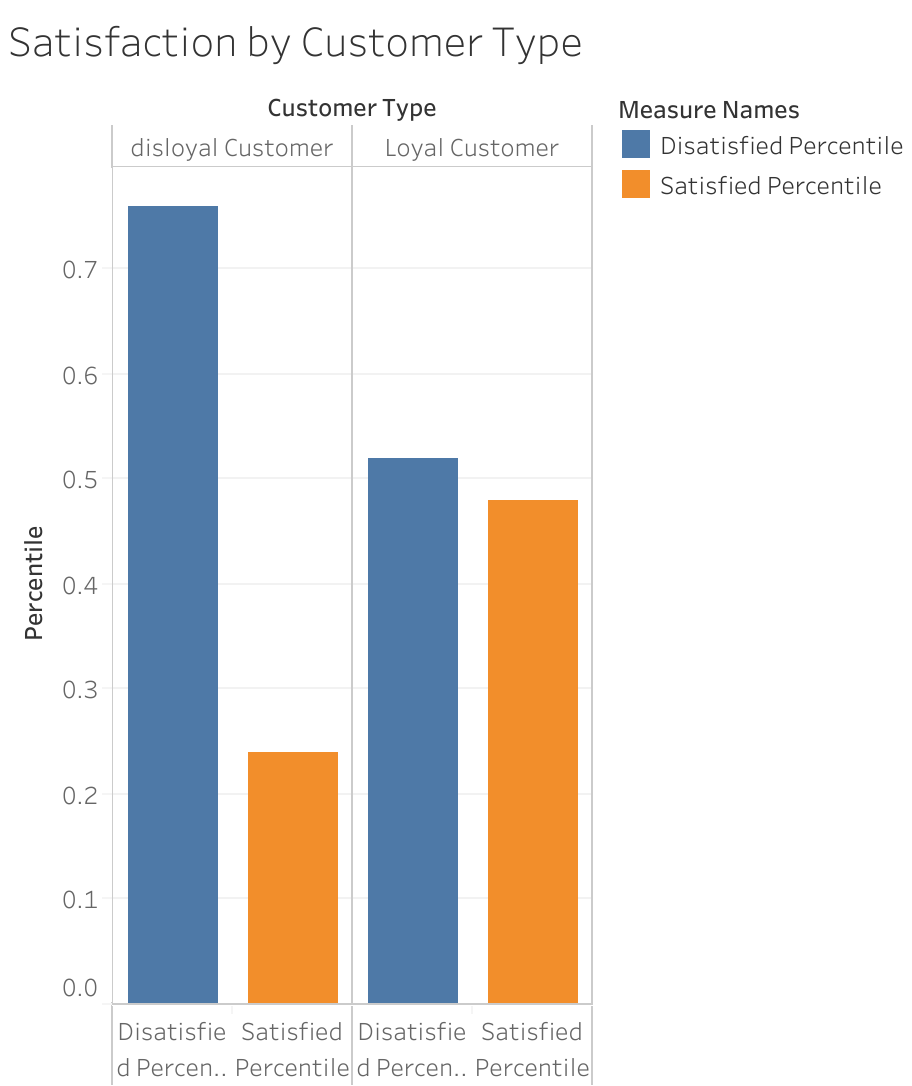 Satisfaction by Customer Type
Customer Type
disloyal Customer
Loyal Customer
Measure Names
Disatisfied Percentile
Satisfied Percentile
Percentile
0.7
0.6
0.5
0.4
0.3
0.2
0.1
0.0
Disatisfie
d Percen..
Satisfied
Percentile
Disatisfie
d Percen..
Satisfied
Percentile